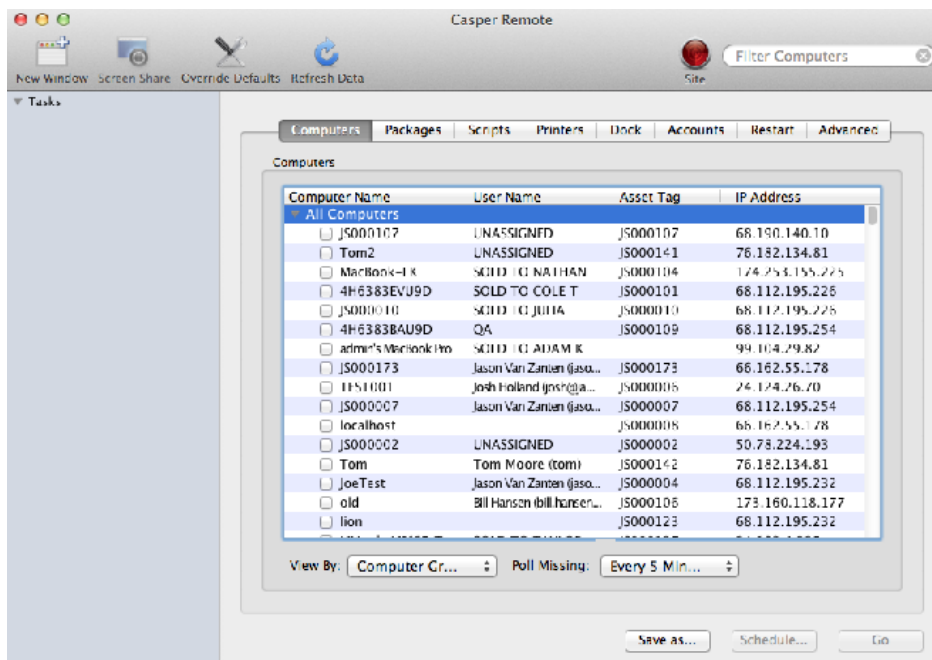 Casper Remote
New Window Screen Share Override Defaults Refresh Data Site Filter Computers
Tasks
Computers Packages Scripts Printers Dock Accounts Restart Advanced
Computers
Computer Name User Name Asset Tag IP Address
All Computers
JS000107 UNASSIGNED JS000107 68.190.140.10
Tom2 UNASSIGNED JS000141 76.182.134.81
SOLD TO NATHAN JS000104 174.253.155.225
4H6383EVU9D SOLD TO COLE T JS000101 68.112.195.226
JS000010 SOLD TO JULIA JS000010 68.112.195.226
4H6383BAU9D QA JS000109 68.112.195.254
admin's MacBook Pro SOLD TO ADAM K 99.104.29.82
JS000173 Jason Van Zanten (jaso... JS000173 66.162.55.178
TEST001 Josh Holland (josh@a... JS000006 24.124.26.70
JS000007 Jason Van Zanten (jaso... JS000007 68.112.195.254
localhost JS000008 66.162.55.178
JS000002 UNASSIGNED JS000002 50.78.224.193
Tom Tom Moore (tom) JS000142 76.182.134.81
JoeTest Jason Van Zanten (jaso... JS000004 68.112.195.232
old Bill Hansen (bill.hansen... JS000106 173.160.118.177
lion JS000123 68.112.195.232
View By: Computer Gr... Poll Missing: Every 5 Min...
Save as... Schedule... Go